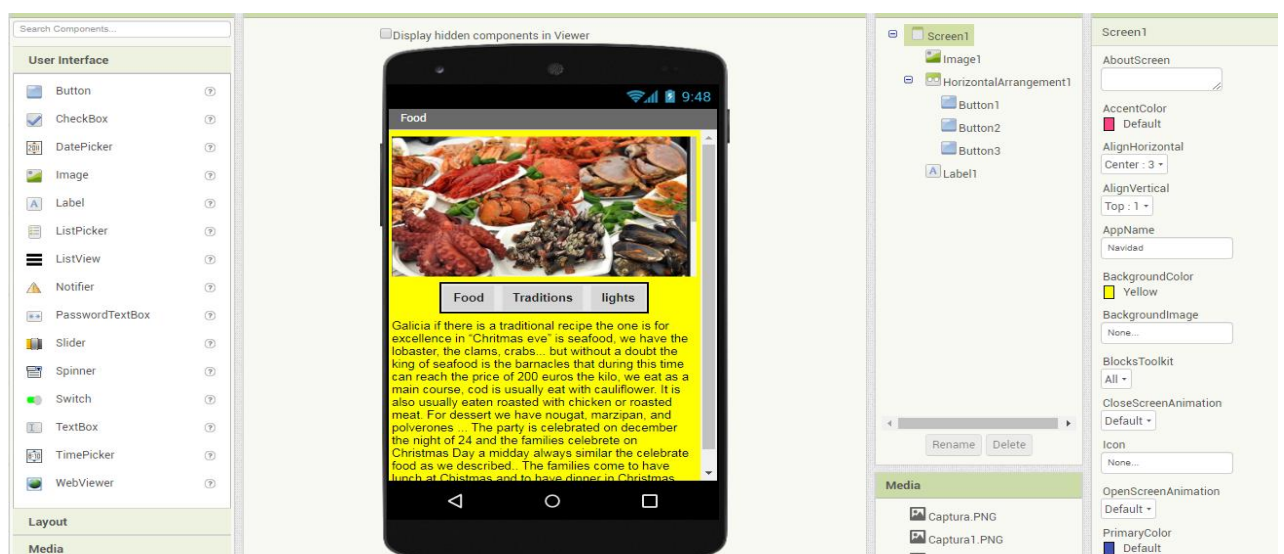 Search Components...
User Interface
Button
CheckBox
DatePicker
Image
Label
ListPicker
ListView
Notifier
PasswordTextBox
Slider
Spinner
Switch
TextBox
TimePicker
WebViewer
Layout
Media
Display hidden components in Viewer
9:48
Food
Food Traditions lights
Galicia if there is a traditional recipe the one is for
excellence in “Chritmas eve” is seafood, we have the
lobaster, the clams, crabs... but without a doubt the
king of seafood is the barnacles that during this time
can reach the price of 200 euros the kilo, we eat as a
main course, cod is usually eat with cauliflower. It is
also usually eaten roasted with chicken or roasted
meat. For dessert we have nougat, marzipan, and
polverones ... The party is celebrated on december
the night of 24 and the families celebrete on
Christmas Day a midday always similar the celebrate
food as we described.. The families come to have
lunch at Chistmas and to have dinner in Christmas
Screen1
Image1
HorizontalArrangement1
Button1
Button2
Button3
Label1
Rename Delete
Media
Captura.PNG
Captura1.PNG
Screen1
AboutScreen
AccentColor
Default
AlignHorizontal
Center : 3
AlignVertical
Top : 1
AppName
Navidad
BackgroundColor
Yellow
BackgroundImage
None...
BlocksToolkit
All
CloseScreenAnimation
Default
Icon
None...
OpenScreenAnimation
Default
PrimaryColor
Default